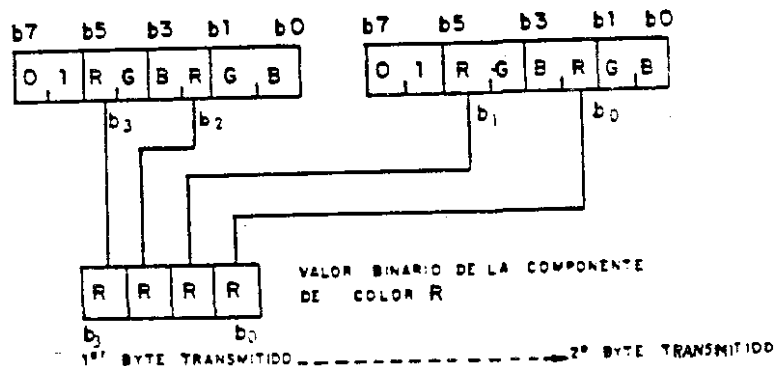 b7 b5 b3 b1 b0 b7 b5 b3 b1 b0
0 1 R G B R G B 0 1 R G B R G B
b3 b2 b1 b0
R R R R
VALOR BINARIO DE LA COMPONENTE
DE COLOR R
b3 b0
1er BYTE TRANSMITIDO 2º BYTE TRANSMITIDO